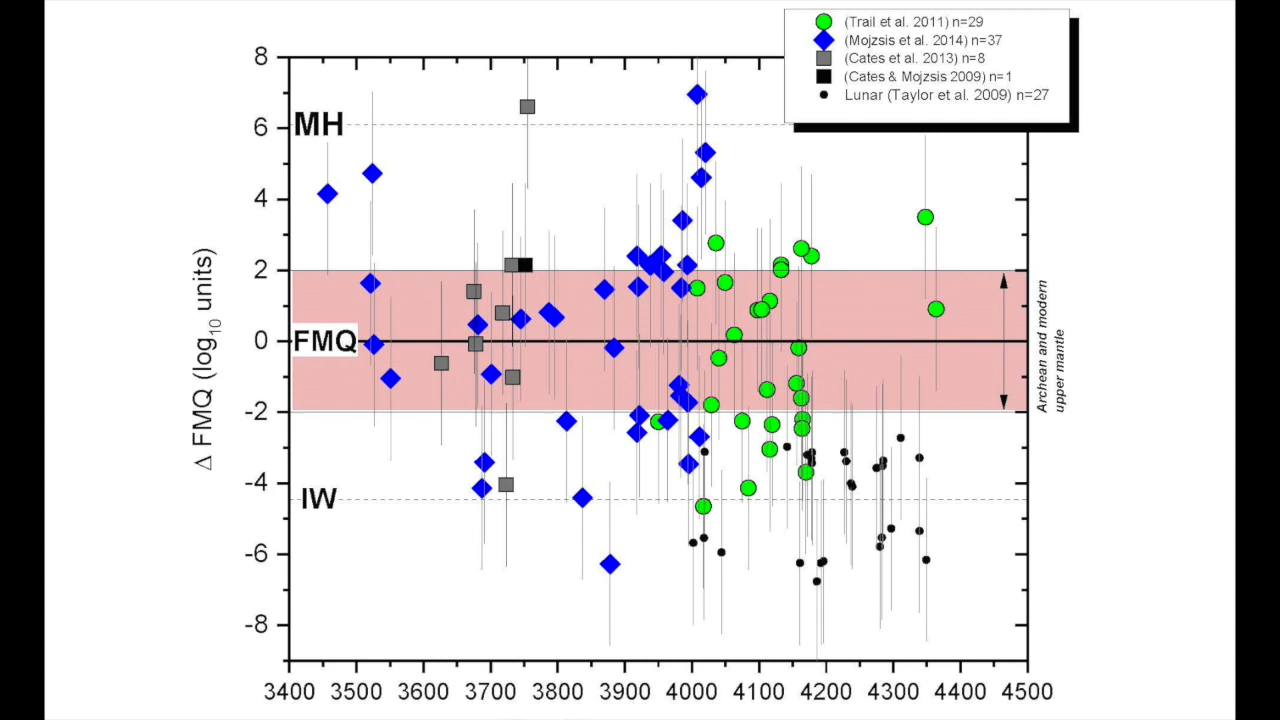 (Trail et al. 2011) n=29
(Mojzsis et al. 2014) n=37
(Cates et al. 2013) n=8
(Cates & Mojzsis 2009) n=1
Lunar (Taylor et al. 2009) n=27
8
6
4
2
0
-2
-4
-6
-8
Δ FMQ (log10 units)
MH
FMQ
IW
Archean and modern
upper mantle
3400 3500 3600 3700 3800 3900 4000 4100 4200 4300 4400 4500